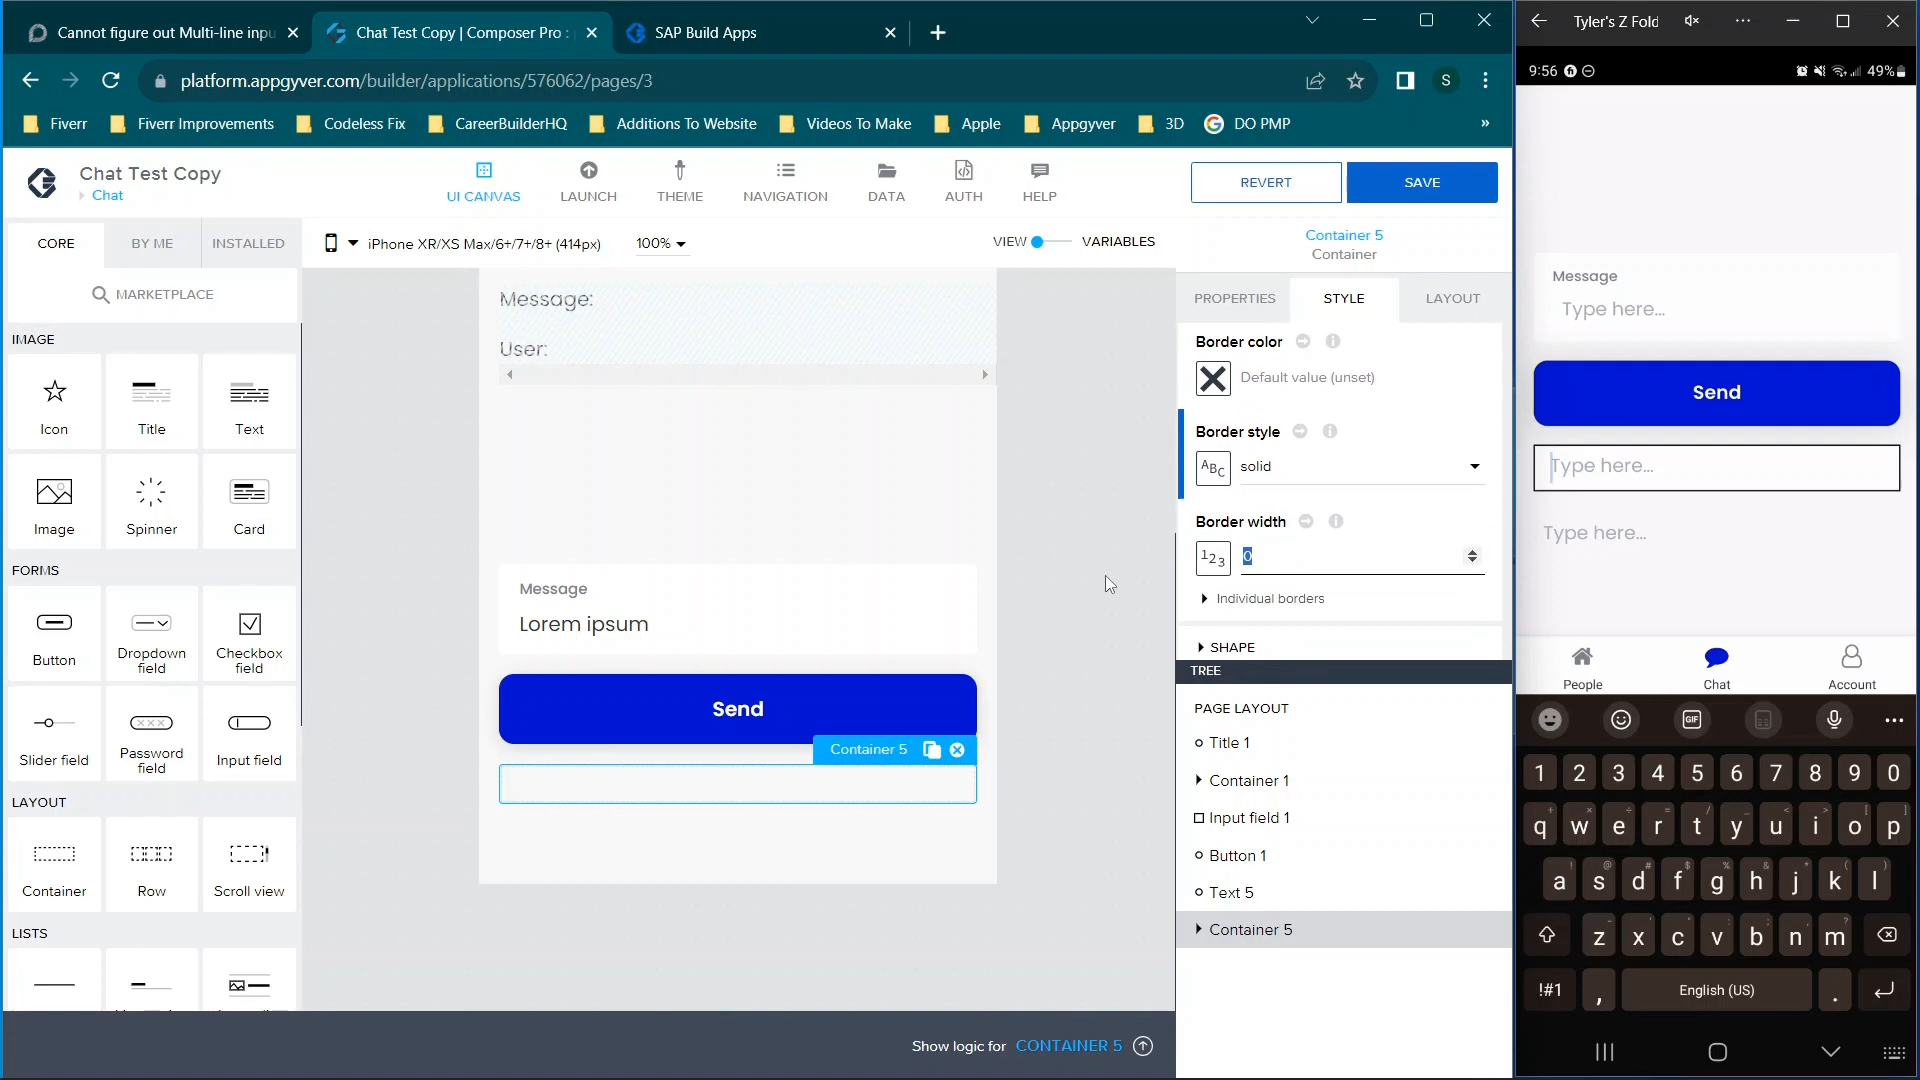 Cannot figure out Multi-line inpu
Chat Test Copy | Composer Pro :
SAP Build Apps
platform.appgyver.com/builder/applications/576062/pages/3
S
Fiverr
Fiverr Improvements
Codeless Fix
CareerBuilderHQ
Additions To Website
Videos To Make
Apple
Appgyver
3D
DO PMP
»
Chat Test Copy
Chat
UI CANVAS
LAUNCH
THEME
NAVIGATION
DATA
AUTH
HELP
REVERT
SAVE
CORE
BY ME
INSTALLED
iPhone XR/XS Max/6+/7+/8+ (414px)
100%
VIEW
VARIABLES
Container 5
Container
MARKETPLACE
PROPERTIES
STYLE
LAYOUT
IMAGE
Icon
Title
Text
Image
Spinner
Card
FORMS
Button
Dropdown
field
Checkbox
field
Slider field
Password
field
Input field
LAYOUT
Container
Row
Scroll view
LISTS
Message:
User:
Message
Lorem ipsum
Send
Container 5
Border color
Default value (unset)
Border style
ABC
solid
Border width
123
0
Individual borders
SHAPE
TREE
PAGE LAYOUT
Title 1
Container 1
Input field 1
Button 1
Text 5
Container 5
Show logic for CONTAINER 5
Tyler's Z Fold
9:56
49%
Message
Type here...
Send
Type here...
Type here...
People
Chat
Account
GIF
1 2 3 4 5 6 7 8 9 0
q w e r t y u i o p
a s d f g h j k l
z x c v b n m
!#1 , English (US) .